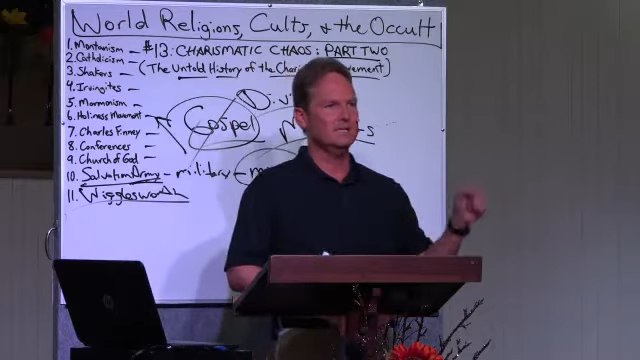 World Religions, Cults, & the Occult
#13: CHARISMATIC CHAOS: PART TWO
(The Untold History of the Movement)
1. Montanism -
2. Catholicism -
3. Shakers -
4. Irvingites
5. Mormonism
6. Holiness Movement
7. Charles Finney
8. Conferences -
9. Church of God -
10. Salvation Army - military -
11. Wigglesworth
Gospel